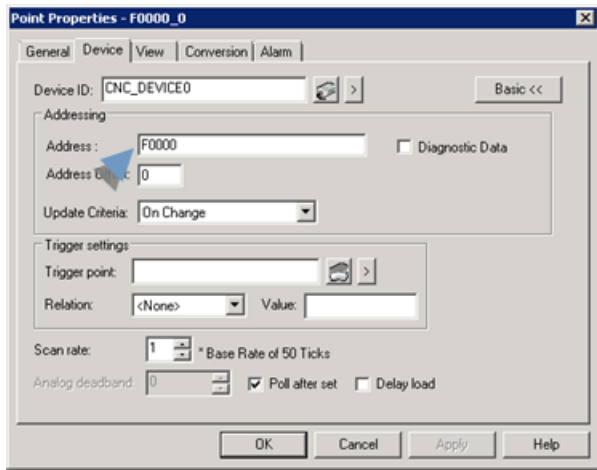 Point Properties - F0000_0
General Device View Conversion Alarm
Device ID: CNC_DEVICE0 > Basic <<
Addressing
Address : F0000 Diagnostic Data
Address 0
Update Criteria: On Change
Trigger settings
Trigger point: >
Relation: <None> Value:
Scan rate: 1 * Base Rate of 50 Ticks
Analog deadband: 0 Poll after set Delay load
OK Cancel Apply Help